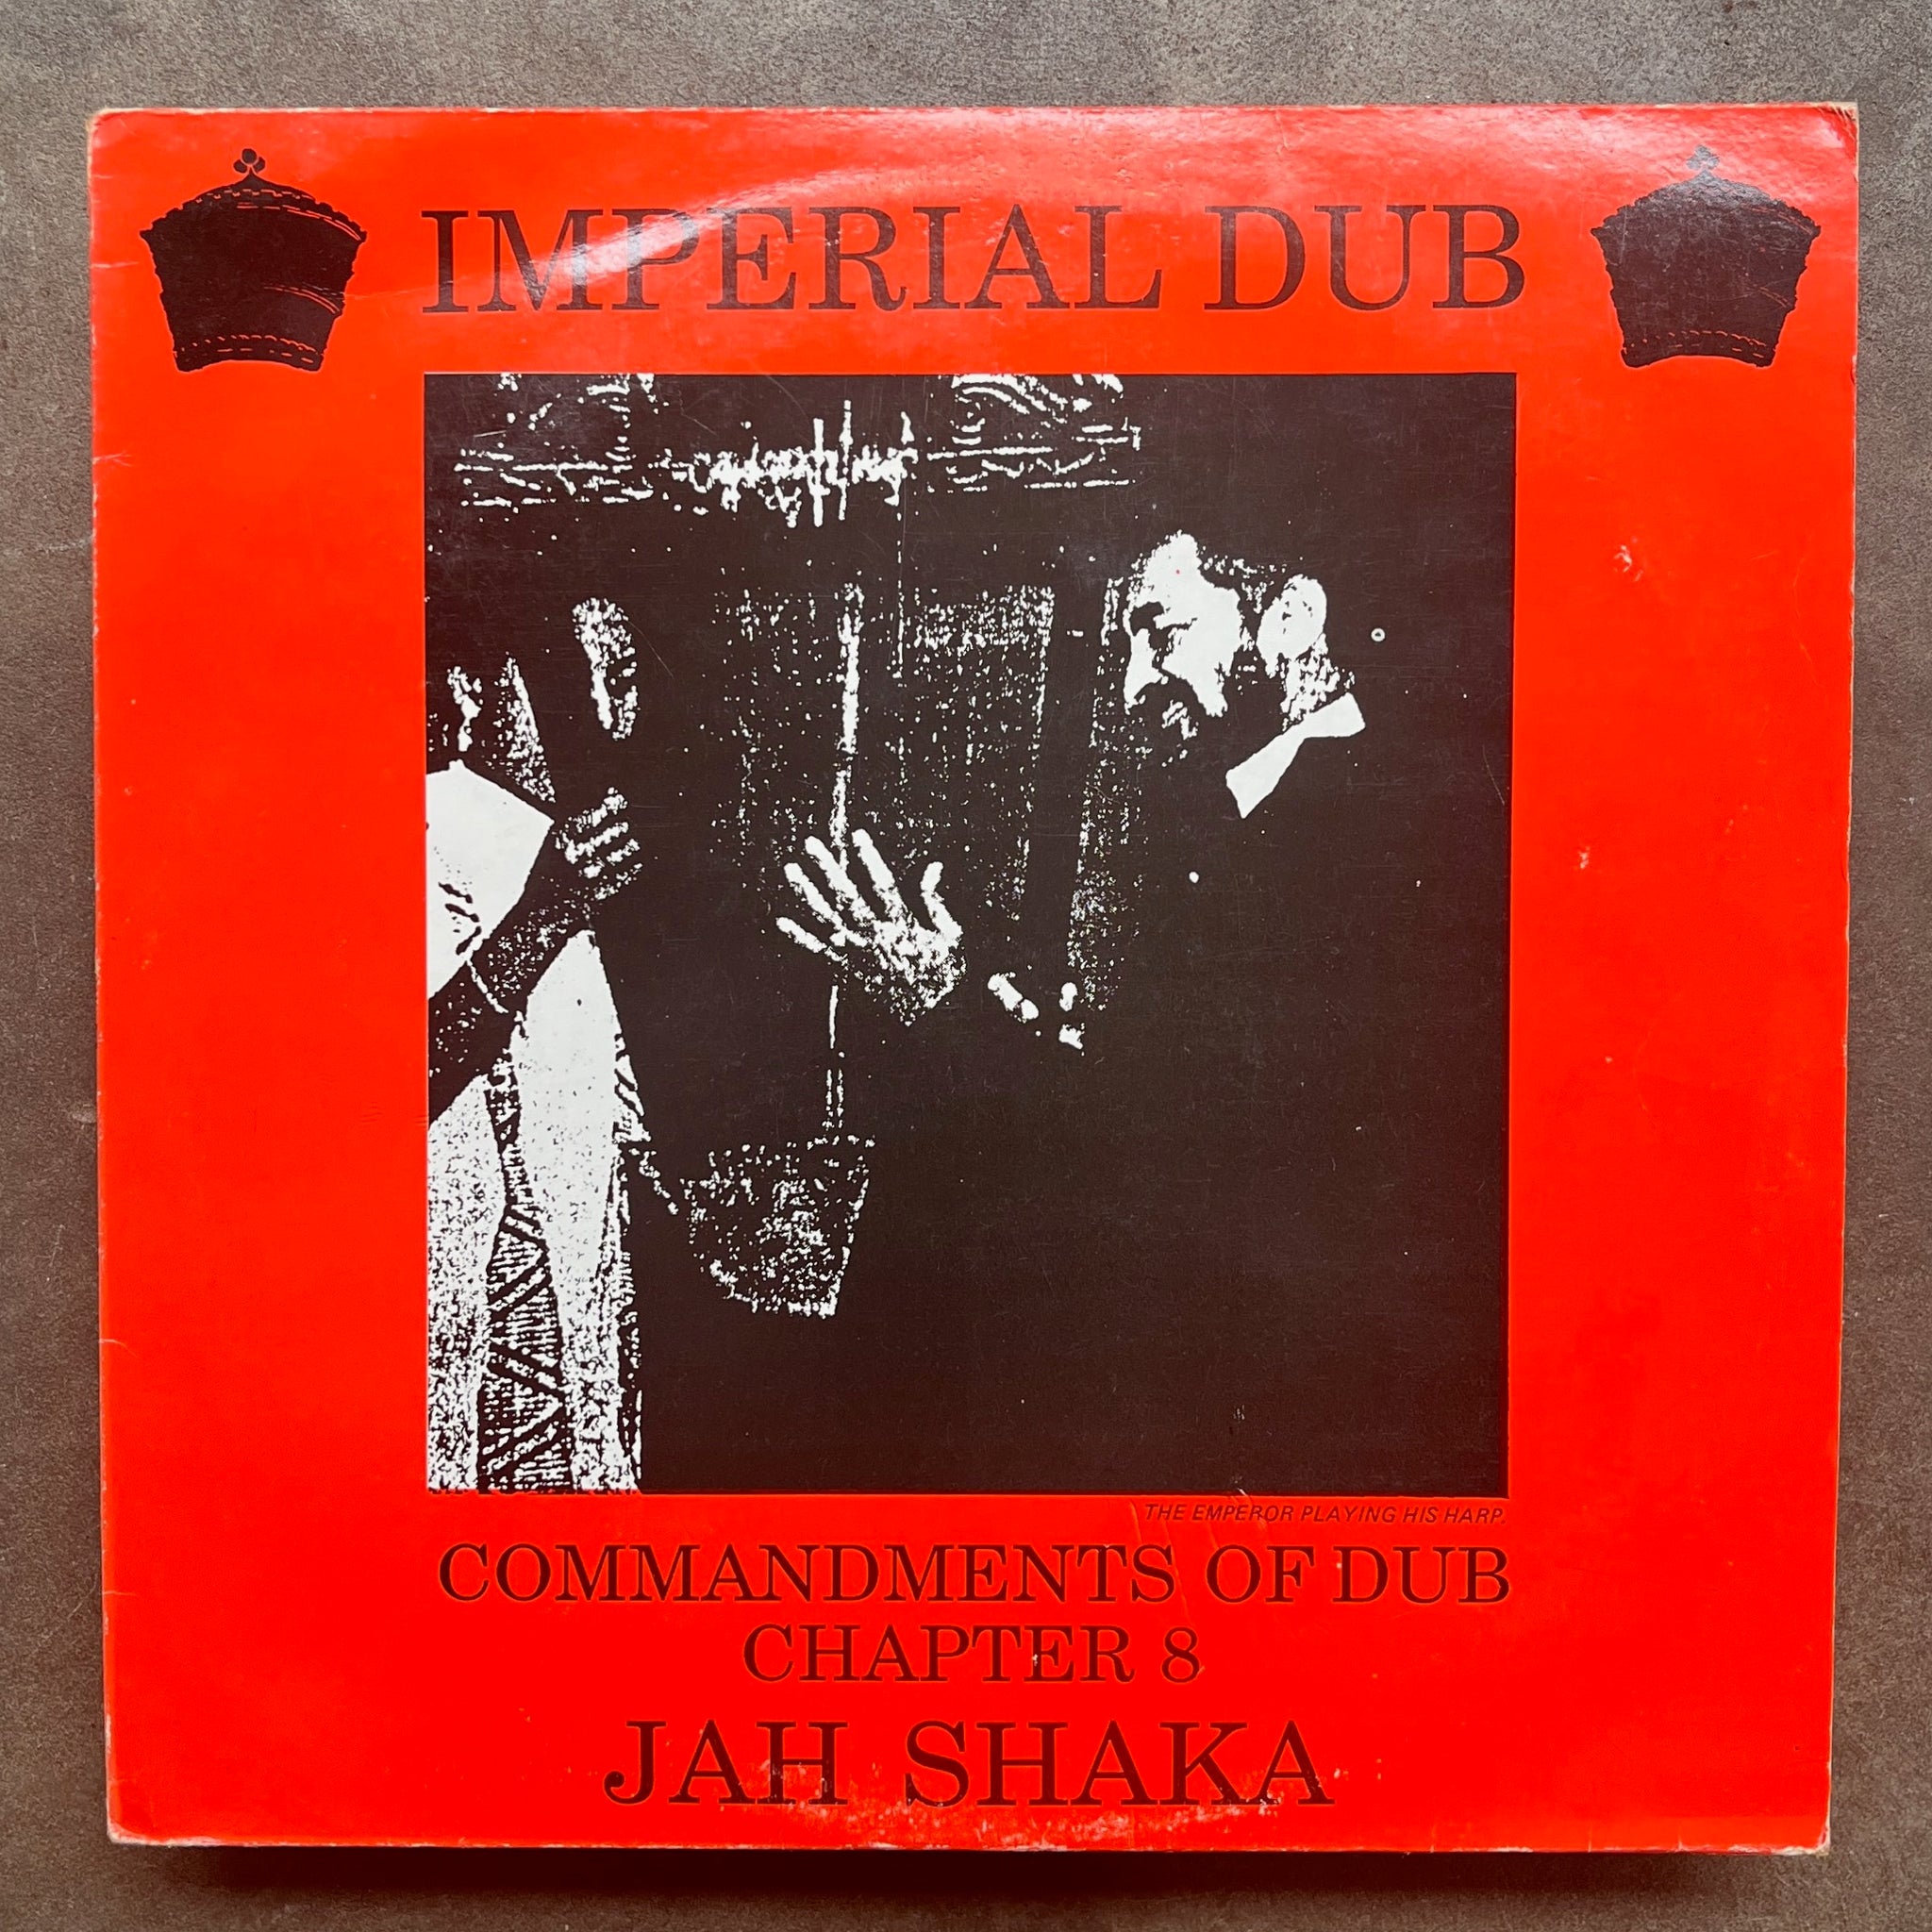 IMPERIAL DUB
THE EMPEROR PLAYING HIS HARP.
COMMANDMENTS OF DUB
CHAPTER 8
JAH SHAKA